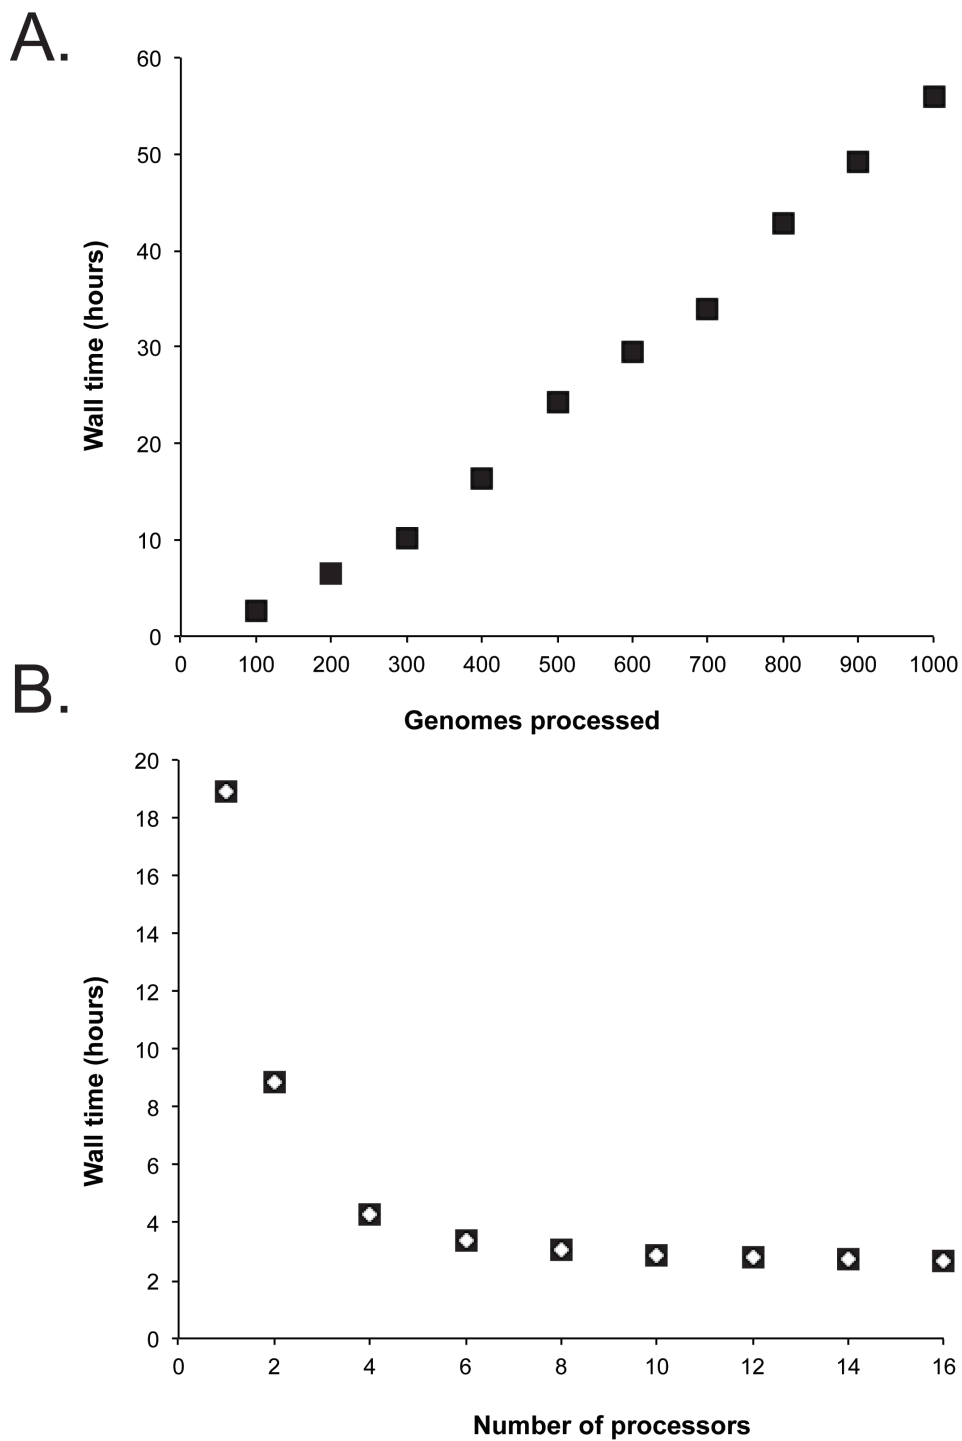 A.
60
50
40
30
20
10
0
Wall time (hours)
0 100 200 300 400 500 600 700 800 900 1000
Genomes processed
B.
20
18
16
14
12
10
8
6
4
2
0
Wall time (hours)
0 2 4 6 8 10 12 14 16
Number of processors